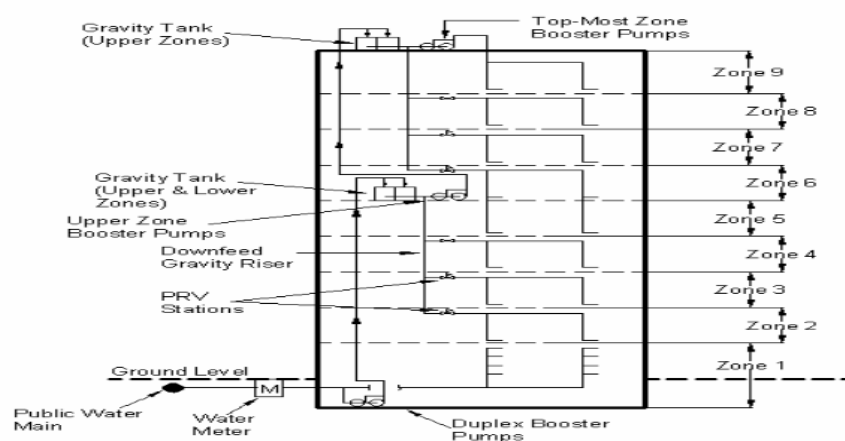 Gravity Tank
(Upper Zones)
Top-Most Zone
Booster Pumps
Zone 9
Zone 8
Zone 7
Gravity Tank
(Upper & Lower
Zones)
Zone 6
Upper Zone
Booster Pumps
Zone 5
Downfeed
Gravity Riser
Zone 4
PRV
Stations
Zone 3
Zone 2
Ground Level
Zone 1
M
Public Water
Main
Water
Meter
Duplex Booster
Pumps